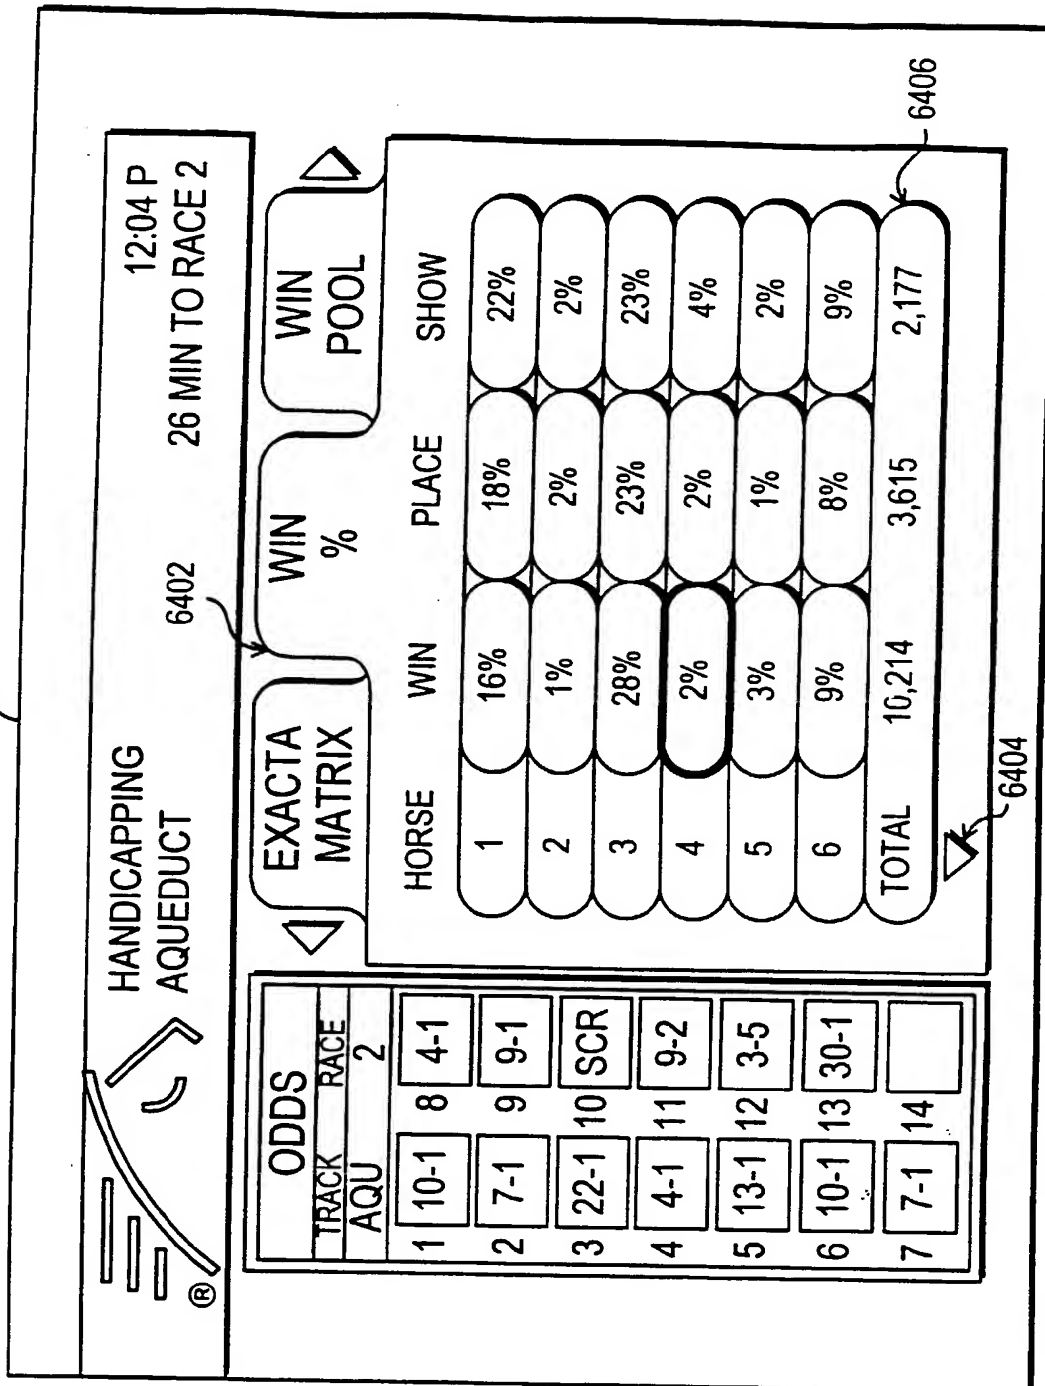 HANDICAPPING
AQUEDUCT
12:04 P
26 MIN TO RACE 2
®
6402
ODDS
TRACK RACE
AQU 2
1 10-1 8 4-1
2 7-1 9 9-1
3 22-1 10 SCR
4 4-1 11 9-2
5 13-1 12 3-5
6 10-1 13 30-1
7 7-1 14
EXACTA
MATRIX
WIN
%
WIN
POOL
HORSE WIN PLACE SHOW
1 16% 18% 22%
2 1% 2% 2%
3 28% 23% 23%
4 2% 2% 4%
5 3% 1% 2%
6 9% 8% 9%
TOTAL 10,214 3,615 2,177
6404
6406